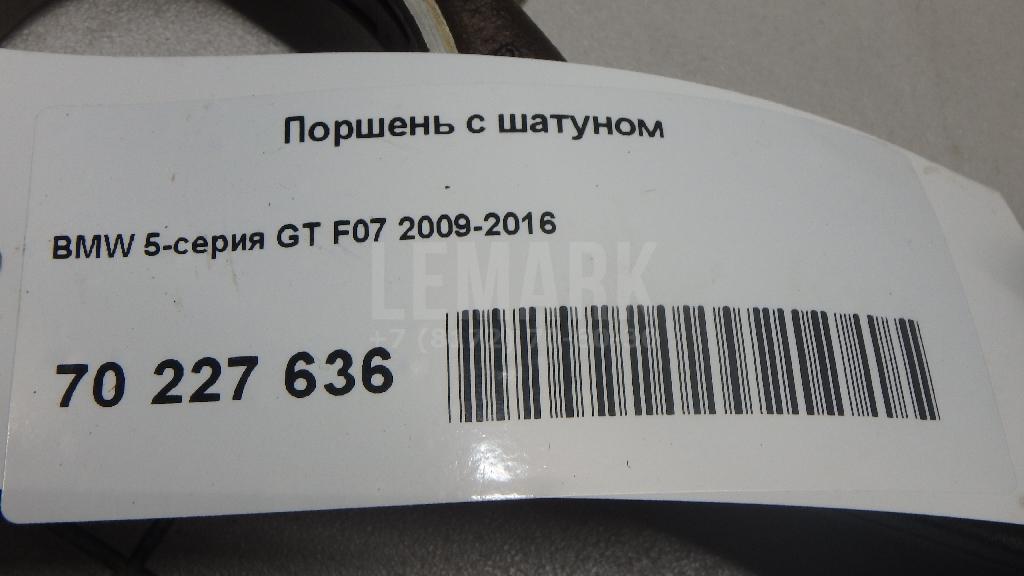 Поршень с шатуном
BMW 5-серия GT F07 2009-2016
LEMARK
70 227 636